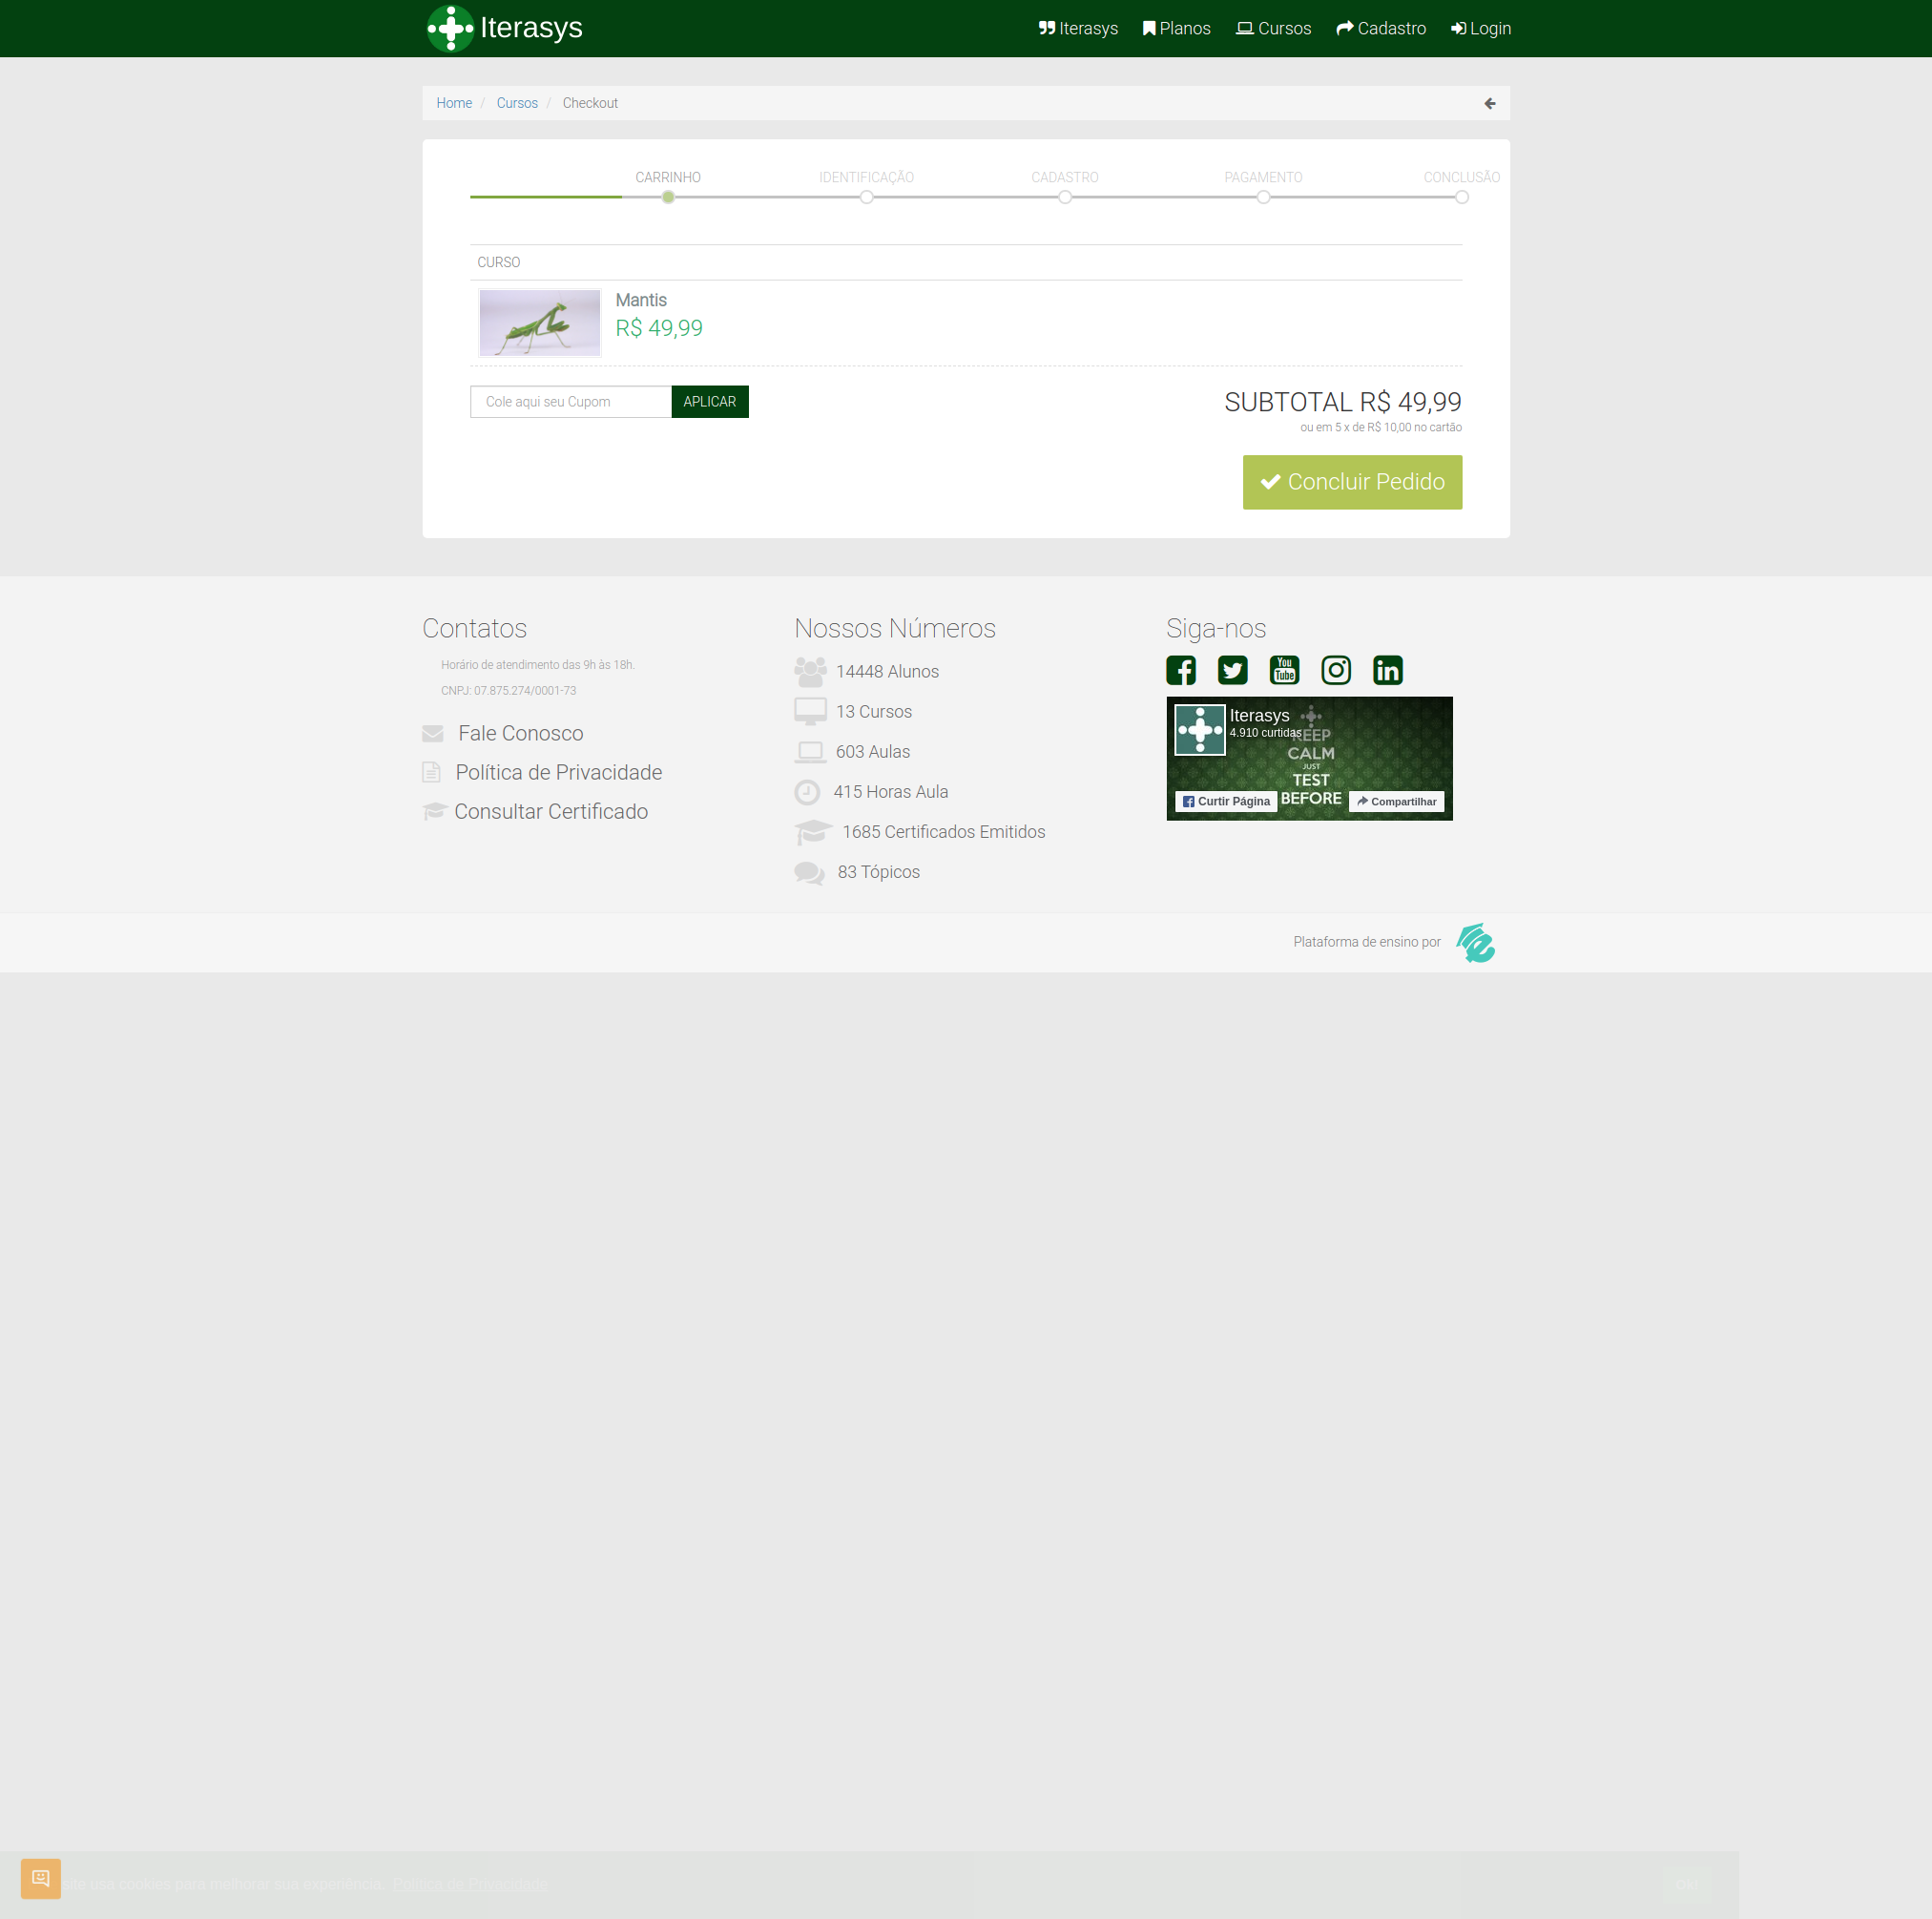 Iterasys
Iterasys Planos Cursos Cadastro Login
Home / Cursos / Checkout
CARRINHO IDENTIFICAÇÃO CADASTRO PAGAMENTO CONCLUSÃO
CURSO
Mantis
R$ 49,99
Cole aqui seu Cupom APLICAR
SUBTOTAL R$ 49,99
ou em 5 x de R$ 10,00 no cartão
Concluir Pedido
Contatos
Horário de atendimento das 9h às 18h.
CNPJ: 07.875.274/0001-73
Fale Conosco
Política de Privacidade
Consultar Certificado
Nossos Números
14448 Alunos
13 Cursos
603 Aulas
415 Horas Aula
1685 Certificados Emitidos
83 Tópicos
Siga-nos
You
Tube
Iterasys
4.910 curtidas
KEEP
CALM
JUST
TEST
BEFORE
Curtir Página
Compartilhar
Plataforma de ensino por
site usa cookies para melhorar sua experiência. Política de Privacidade